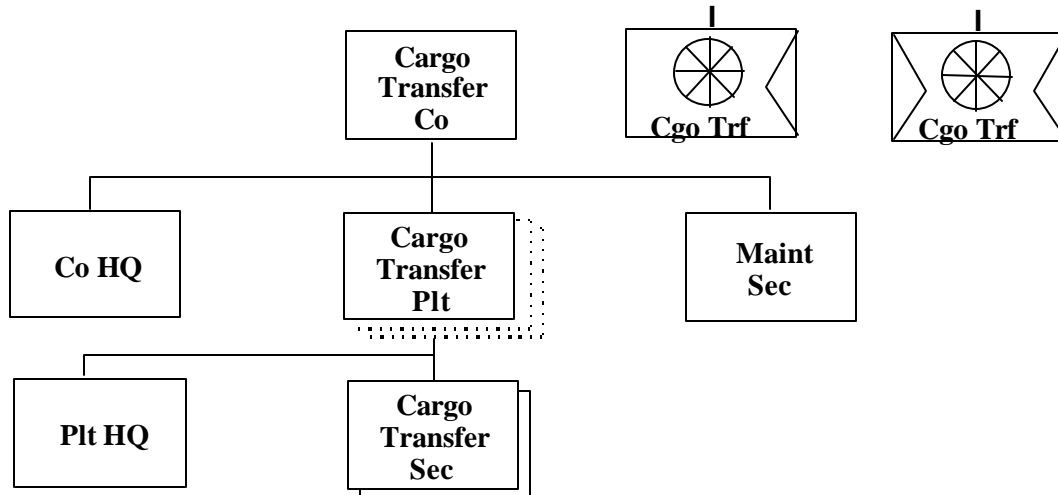 Cargo
Transfer
Co
Cgo Trf
Cgo Trf
Co HQ
Cargo
Transfer
Plt
Maint
Sec
Plt HQ
Cargo
Transfer
Sec